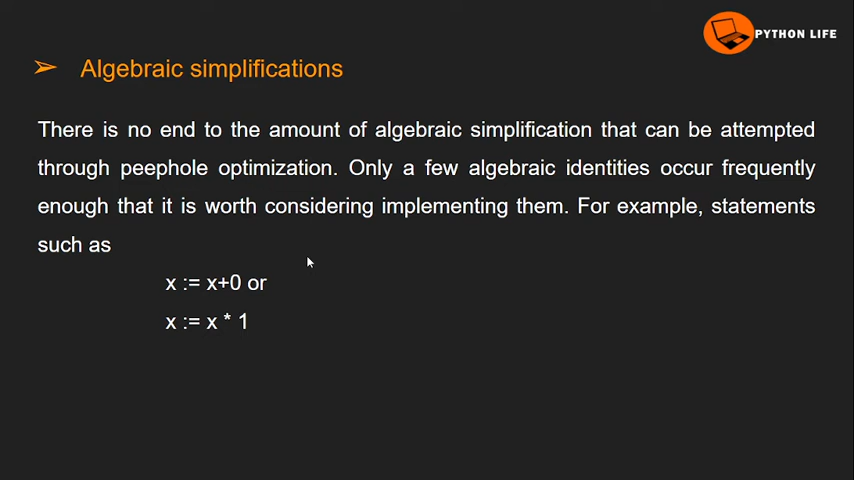 PYTHON LIFE
➢ Algebraic simplifications
There is no end to the amount of algebraic simplification that can be attempted
through peephole optimization. Only a few algebraic identities occur frequently
enough that it is worth considering implementing them. For example, statements
such as
x := x+0 or
x := x * 1